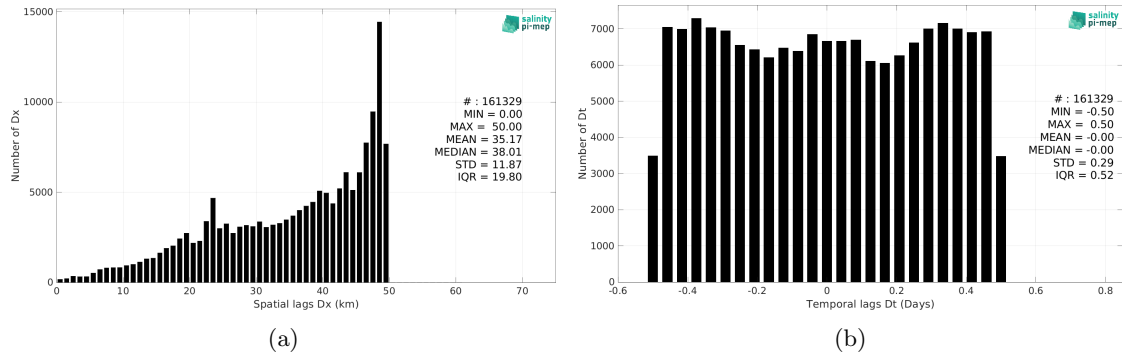 salinity
pi-mep
15000
10000
5000
0
Number of Dx
# : 161329
MIN = 0.00
MAX = 50.00
MEAN = 35.17
MEDIAN = 38.01
STD = 11.87
IQR = 19.80
0 10 20 30 40 50 60 70
Spatial lags Dx (km)
(a)
salinity
pi-mep
7000
6000
5000
4000
3000
2000
1000
0
Number of Dt
# : 161329
MIN = -0.50
MAX = 0.50
MEAN = -0.00
MEDIAN = -0.00
STD = 0.29
IQR = 0.52
-0.6 -0.4 -0.2 0 0.2 0.4 0.6 0.8
Temporal lags Dt (Days)
(b)